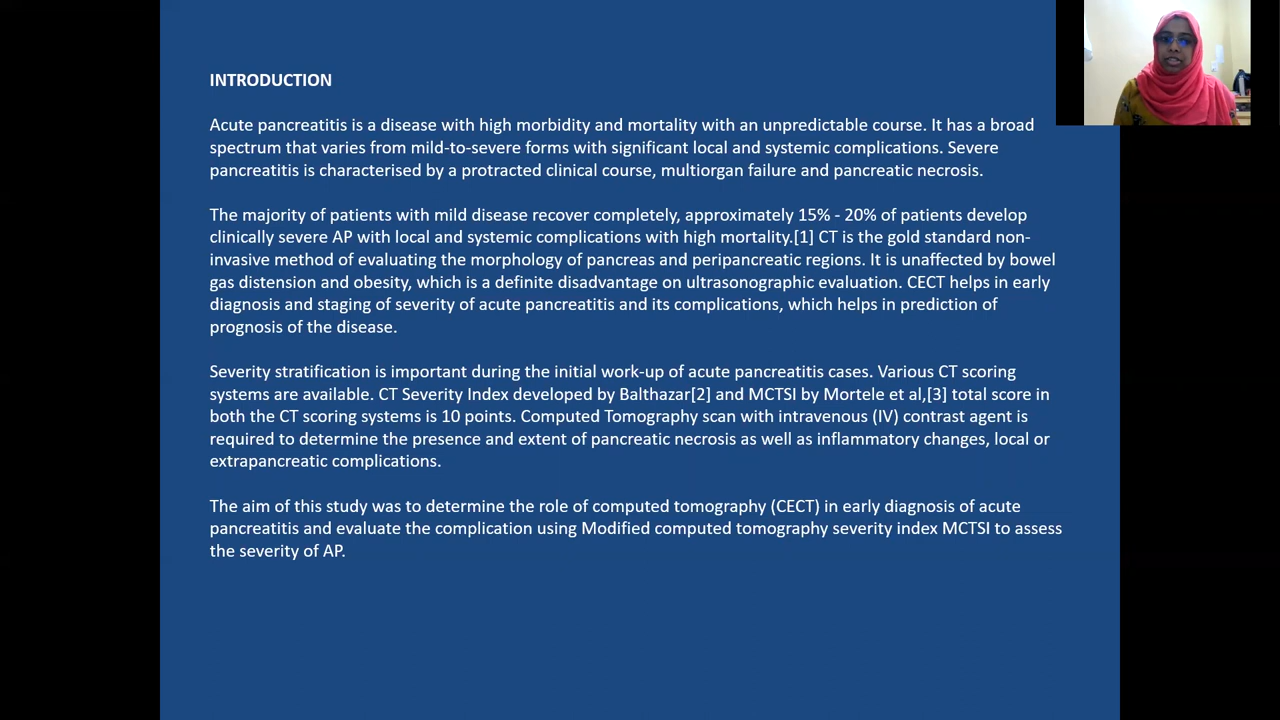 INTRODUCTION
Acute pancreatitis is a disease with high morbidity and mortality with an unpredictable course. It has a broad
spectrum that varies from mild-to-severe forms with significant local and systemic complications. Severe
pancreatitis is characterised by a protracted clinical course, multiorgan failure and pancreatic necrosis.
The majority of patients with mild disease recover completely, approximately 15% - 20% of patients develop
clinically severe AP with local and systemic complications with high mortality.[1] CT is the gold standard non-
invasive method of evaluating the morphology of pancreas and peripancreatic regions. It is unaffected by bowel
gas distension and obesity, which is a definite disadvantage on ultrasonographic evaluation. CECT helps in early
diagnosis and staging of severity of acute pancreatitis and its complications, which helps in prediction of
prognosis of the disease.
Severity stratification is important during the initial work-up of acute pancreatitis cases. Various CT scoring
systems are available. CT Severity Index developed by Balthazar[2] and MCTSI by Mortele et al,[3] total score in
both the CT scoring systems is 10 points. Computed Tomography scan with intravenous (IV) contrast agent is
required to determine the presence and extent of pancreatic necrosis as well as inflammatory changes, local or
extrapancreatic complications.
The aim of this study was to determine the role of computed tomography (CECT) in early diagnosis of acute
pancreatitis and evaluate the complication using Modified computed tomography severity index MCTSI to assess
the severity of AP.